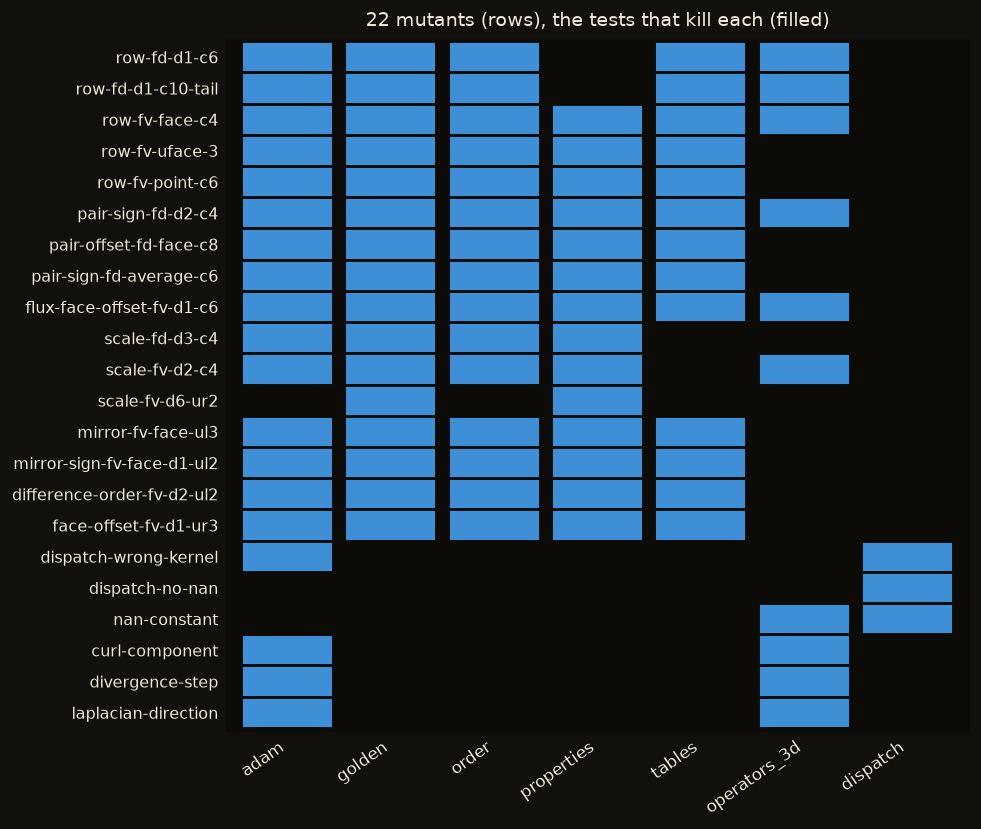 22 mutants (rows), the tests that kill each (filled)
row-fd-d1-c6
row-fd-d1-c10-tail
row-fv-face-c4
row-fv-uface-3
row-fv-point-c6
pair-sign-fd-d2-c4
pair-offset-fd-face-c8
pair-sign-fd-average-c6
flux-face-offset-fv-d1-c6
scale-fd-d3-c4
scale-fv-d2-c4
scale-fv-d6-ur2
mirror-fv-face-ul3
mirror-sign-fv-face-d1-ul2
difference-order-fv-d2-ul2
face-offset-fv-d1-ur3
dispatch-wrong-kernel
dispatch-no-nan
nan-constant
curl-component
divergence-step
laplacian-direction
adam
golden
order
properties
tables
operators_3d
dispatch